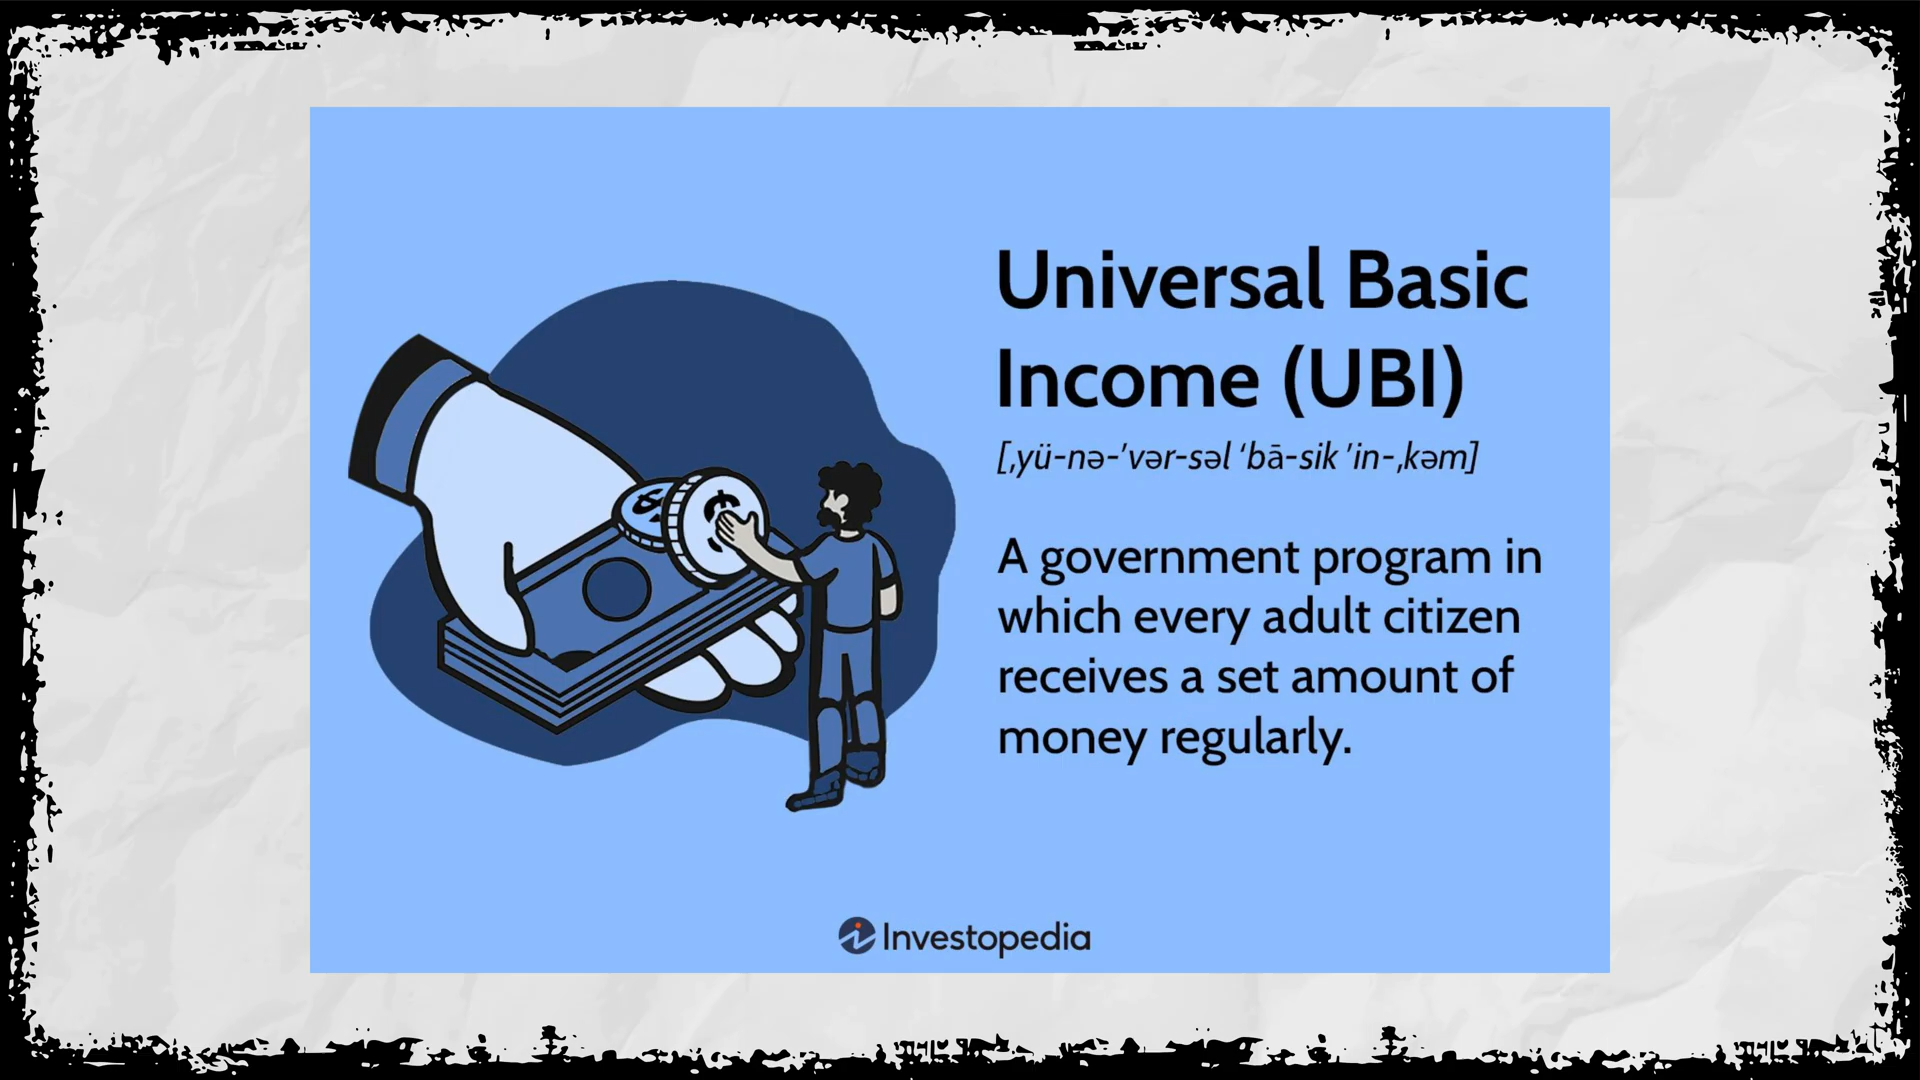 Universal Basic
Income (UBI)
[ˌyü-nə-ˈvər-səl ˈbā-sik ˈin-ˌkəm]
A government program in
which every adult citizen
receives a set amount of
money regularly.
Investopedia